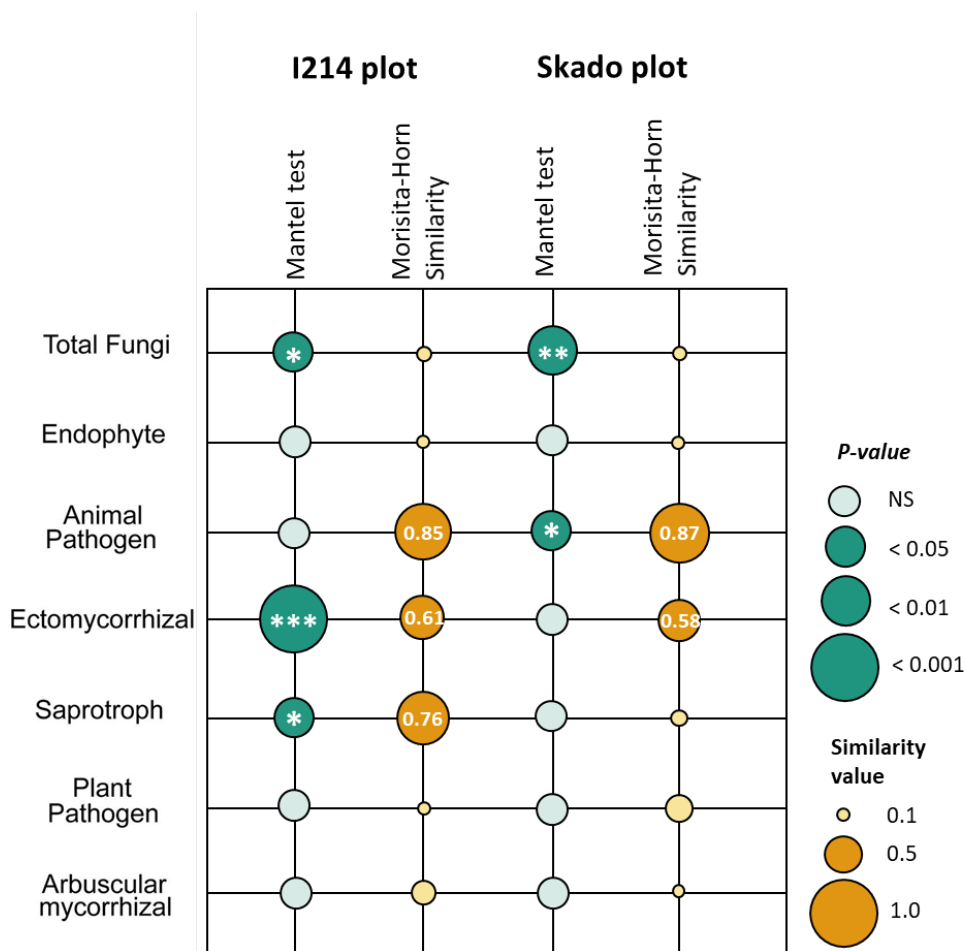 I214 plot
Skado plot
Mantel test
Morisita-Horn
Similarity
Mantel test
Morisita-Horn
Similarity
Total Fungi
*
**
Endophyte
Animal
Pathogen
0.85
*
0.87
Ectomycorrhizal
***
0.61
0.58
Saprotroph
*
0.76
Plant
Pathogen
Arbuscular
mycorrhizal
P-value
NS
< 0.05
< 0.01
< 0.001
Similarity
value
0.1
0.5
1.0